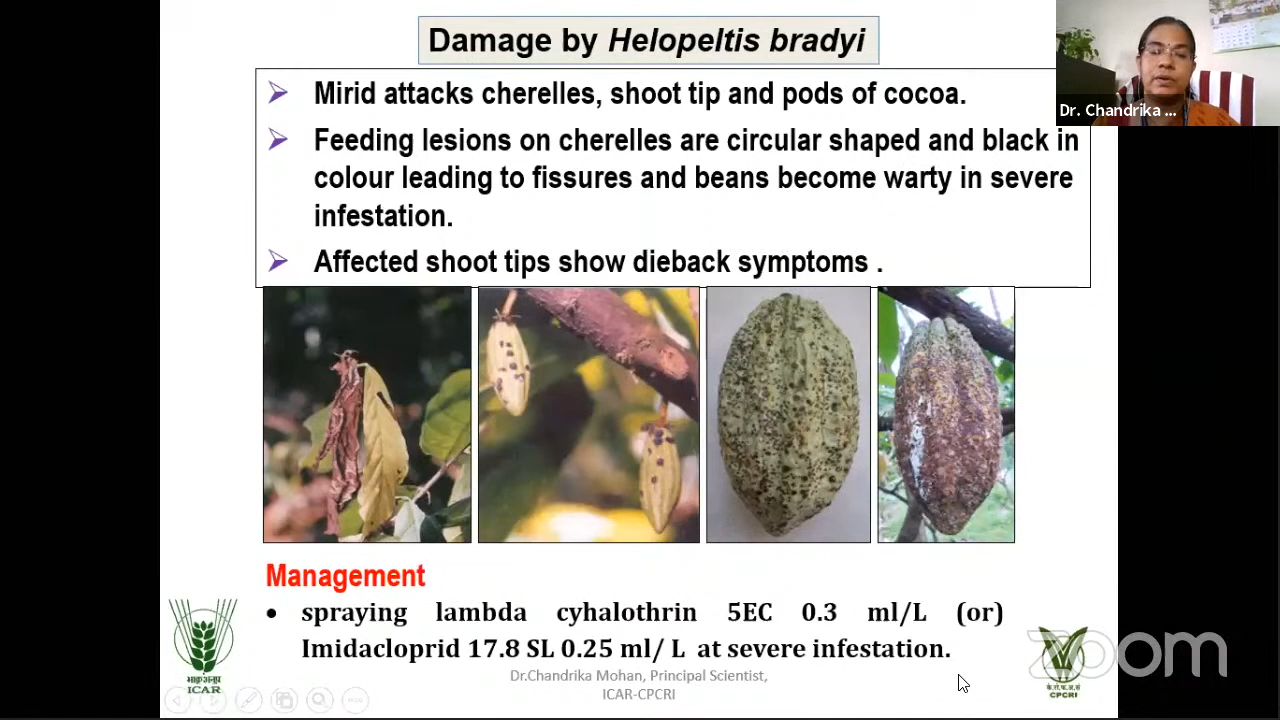 Damage by Helopeltis bradyi
Dr. Chandrika ...
➢ Mirid attacks cherelles, shoot tip and pods of cocoa.
➢ Feeding lesions on cherelles are circular shaped and black in
colour leading to fissures and beans become warty in severe
infestation.
➢ Affected shoot tips show dieback symptoms .
Management
• spraying lambda cyhalothrin 5EC 0.3 ml/L (or)
Imidacloprid 17.8 SL 0.25 ml/ L at severe infestation.
Dr.Chandrika Mohan, Principal Scientist,
ICAR-CPCRI
ICAR
CPCRI
zoom